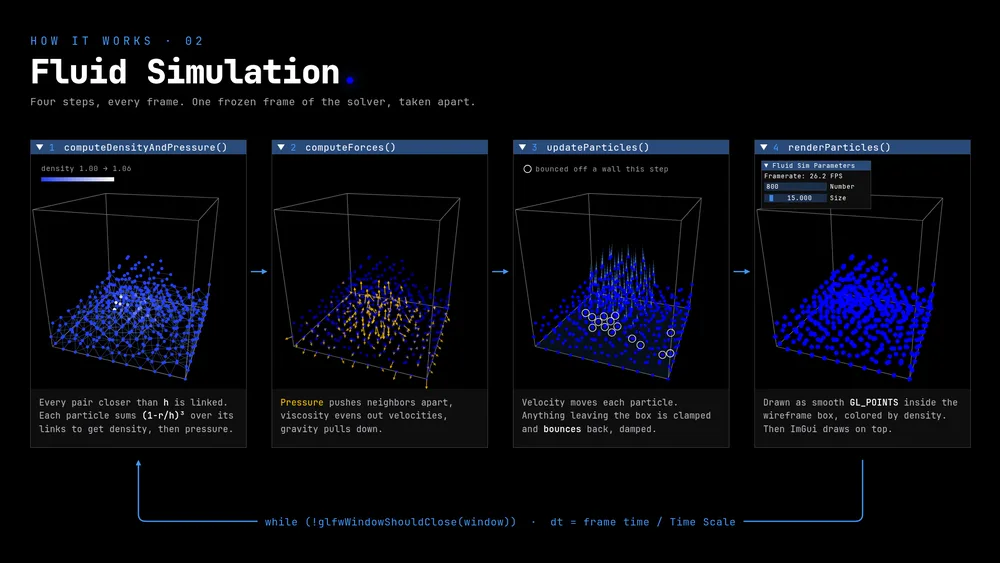 HOW IT WORKS · 02
Fluid Simulation.
Four steps, every frame. One frozen frame of the solver, taken apart.
▼ 1 computeDensityAndPressure()
density 1.00 → 1.06
Every pair closer than h is linked.
Each particle sums (1-r/h)³ over its
links to get density, then pressure.
▼ 2 computeForces()
Pressure pushes neighbors apart,
viscosity evens out velocities,
gravity pulls down.
▼ 3 updateParticles()
bounced off a wall this step
Velocity moves each particle.
Anything leaving the box is clamped
and bounces back, damped.
▼ 4 renderParticles()
▼ Fluid Sim Parameters
Framerate: 26.2 FPS
800 Number
15.000 Size
Drawn as smooth GL_POINTS inside the
wireframe box, colored by density.
Then ImGui draws on top.
while (!glfwWindowShouldClose(window)) · dt = frame time / Time Scale